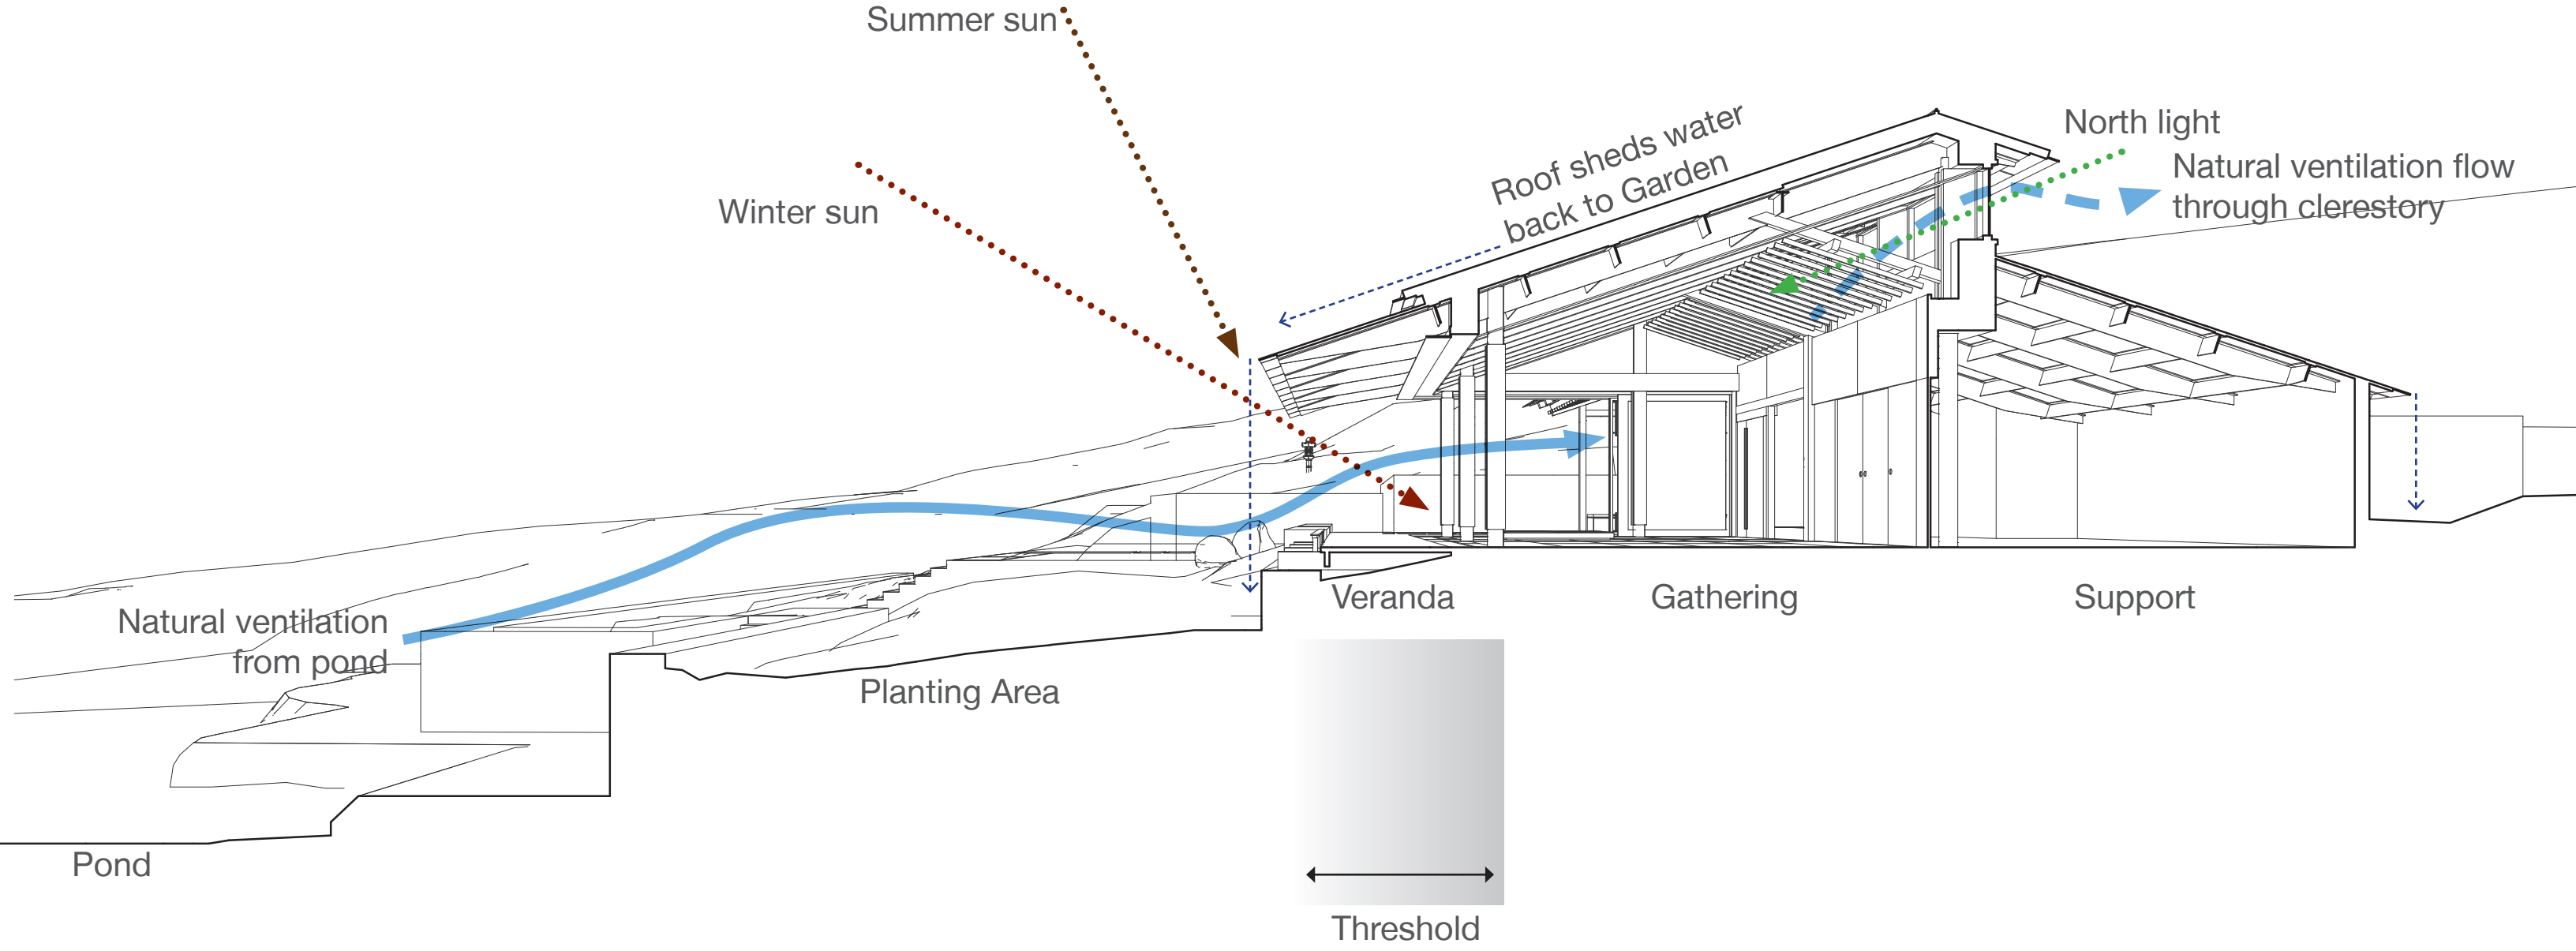 Summer sun
Winter sun
Roof sheds water
back to Garden
North light
Natural ventilation flow
through clerestory
Natural ventilation
from pond
Veranda
Gathering
Support
Planting Area
Pond
Threshold